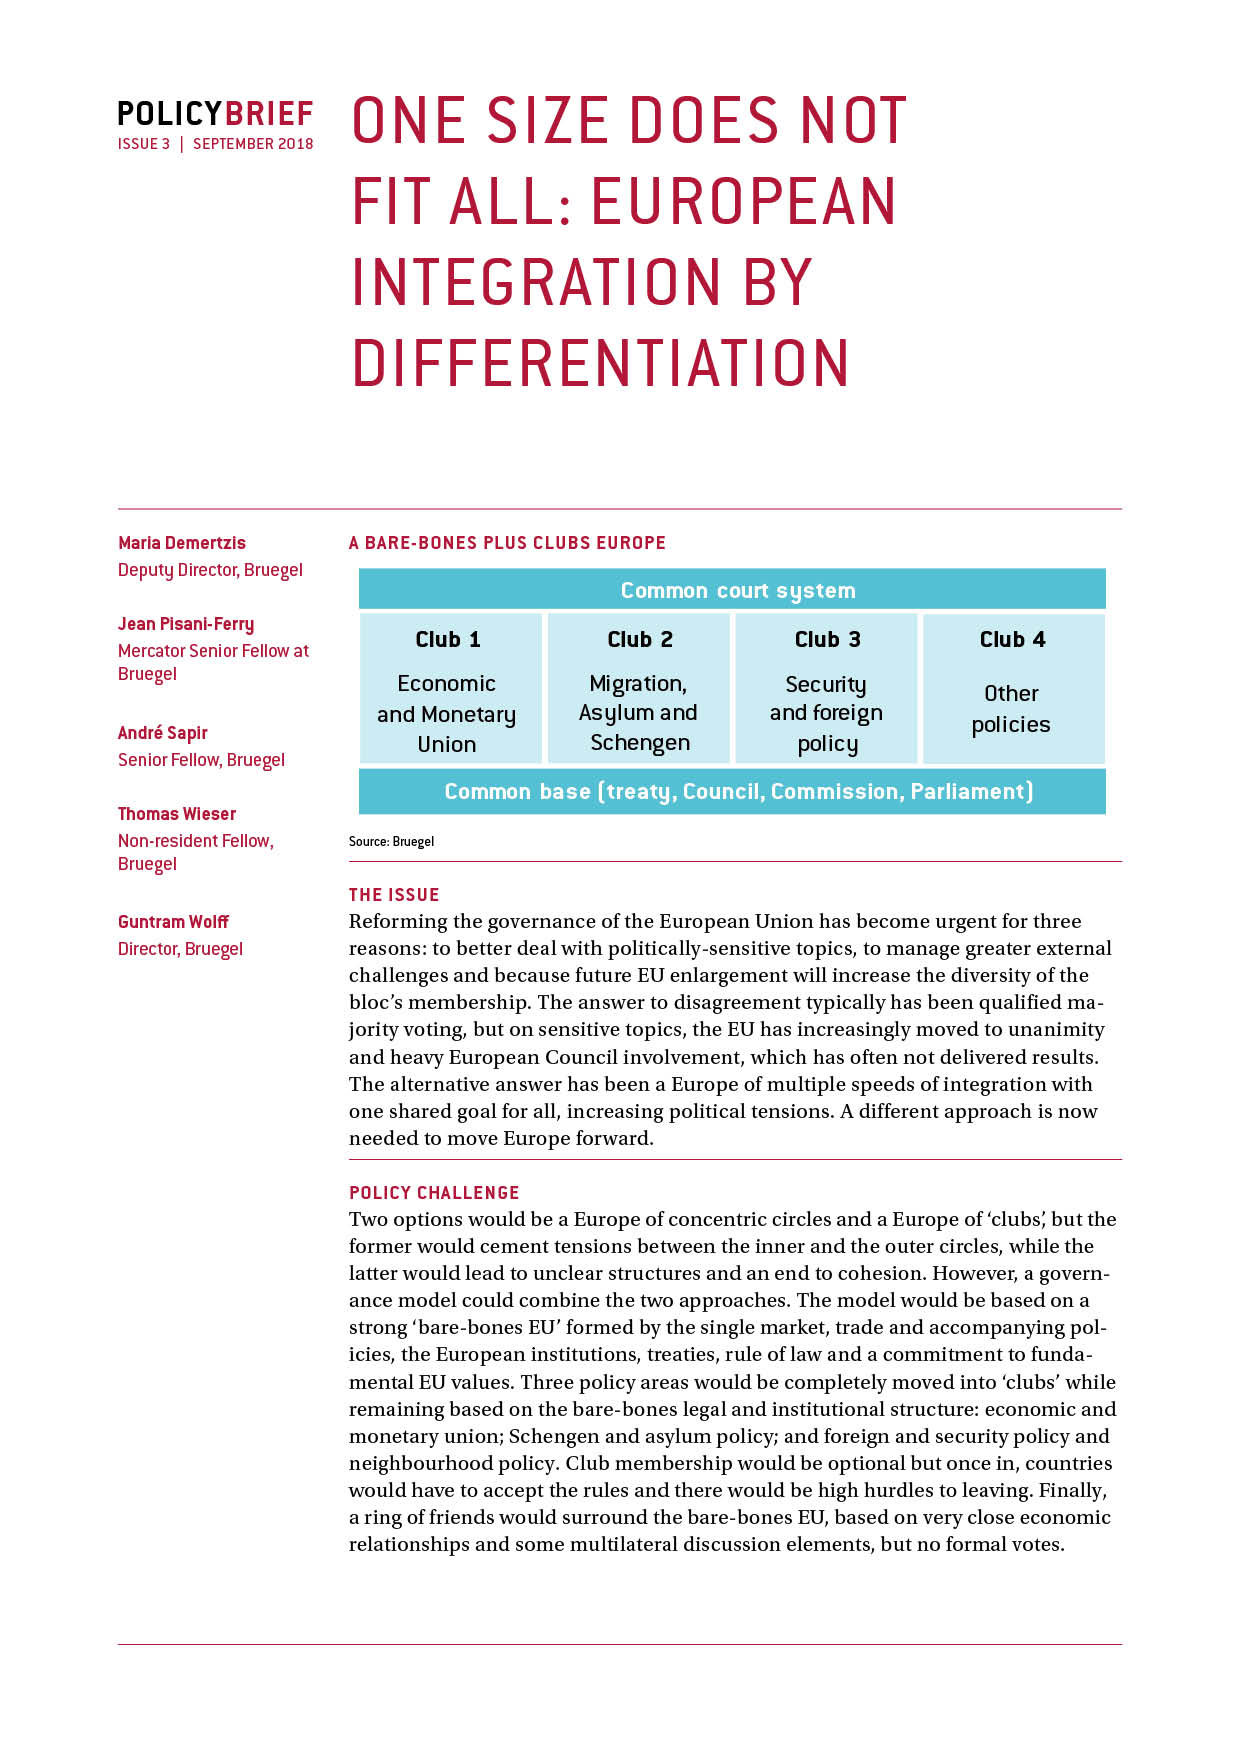 POLICYBRIEF
ISSUE 3 | SEPTEMBER 2018
ONE SIZE DOES NOT
FIT ALL: EUROPEAN
INTEGRATION BY
DIFFERENTIATION
Maria Demertzis
Deputy Director, Bruegel
Jean Pisani-Ferry
Mercator Senior Fellow at
Bruegel
André Sapir
Senior Fellow, Bruegel
Thomas Wieser
Non-resident Fellow,
Bruegel
Guntram Wolff
Director, Bruegel
A BARE-BONES PLUS CLUBS EUROPE
Common court system
Club 1
Economic
and Monetary
Union
Club 2
Migration,
Asylum and
Schengen
Club 3
Security
and foreign
policy
Club 4
Other
policies
Common base (treaty, Council, Commission, Parliament)
Source: Bruegel
THE ISSUE
Reforming the governance of the European Union has become urgent for three
reasons: to better deal with politically-sensitive topics, to manage greater external
challenges and because future EU enlargement will increase the diversity of the
bloc’s membership. The answer to disagreement typically has been qualified ma-
jority voting, but on sensitive topics, the EU has increasingly moved to unanimity
and heavy European Council involvement, which has often not delivered results.
The alternative answer has been a Europe of multiple speeds of integration with
one shared goal for all, increasing political tensions. A different approach is now
needed to move Europe forward.
POLICY CHALLENGE
Two options would be a Europe of concentric circles and a Europe of ‘clubs’, but the
former would cement tensions between the inner and the outer circles, while the
latter would lead to unclear structures and an end to cohesion. However, a govern-
ance model could combine the two approaches. The model would be based on a
strong ‘bare-bones EU’ formed by the single market, trade and accompanying pol-
icies, the European institutions, treaties, rule of law and a commitment to funda-
mental EU values. Three policy areas would be completely moved into ‘clubs’ while
remaining based on the bare-bones legal and institutional structure: economic and
monetary union; Schengen and asylum policy; and foreign and security policy and
neighbourhood policy. Club membership would be optional but once in, countries
would have to accept the rules and there would be high hurdles to leaving. Finally,
a ring of friends would surround the bare-bones EU, based on very close economic
relationships and some multilateral discussion elements, but no formal votes.